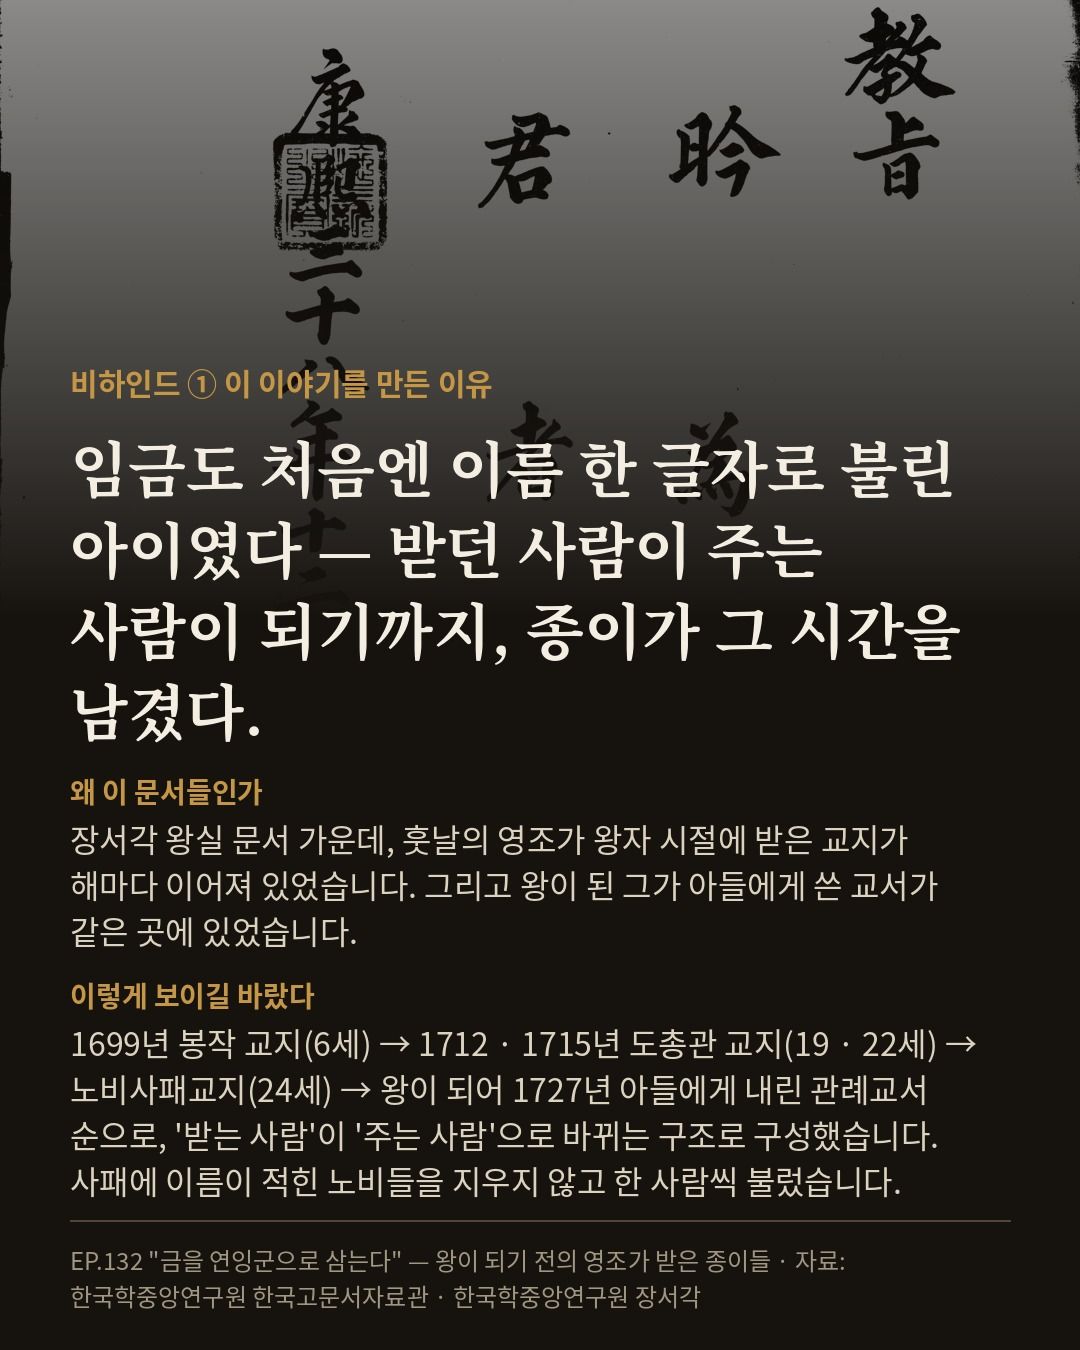 教旨
昑爲
君者
康熙三十八年十二
비하인드 ① 이 이야기를 만든 이유
임금도 처음엔 이름 한 글자로 불린
아이였다 — 받던 사람이 주는
사람이 되기까지, 종이가 그 시간을
남겼다.
왜 이 문서들인가
장서각 왕실 문서 가운데, 훗날의 영조가 왕자 시절에 받은 교지가
해마다 이어져 있었습니다. 그리고 왕이 된 그가 아들에게 쓴 교서가
같은 곳에 있었습니다.
이렇게 보이길 바랐다
1699년 봉작 교지(6세) → 1712 · 1715년 도총관 교지(19 · 22세) →
노비사패교지(24세) → 왕이 되어 1727년 아들에게 내린 관례교서
순으로, '받는 사람'이 '주는 사람'으로 바뀌는 구조로 구성했습니다.
사패에 이름이 적힌 노비들을 지우지 않고 한 사람씩 불렀습니다.
EP.132 "금을 연잉군으로 삼는다" — 왕이 되기 전의 영조가 받은 종이들 · 자료:
한국학중앙연구원 한국고문서자료관 · 한국학중앙연구원 장서각